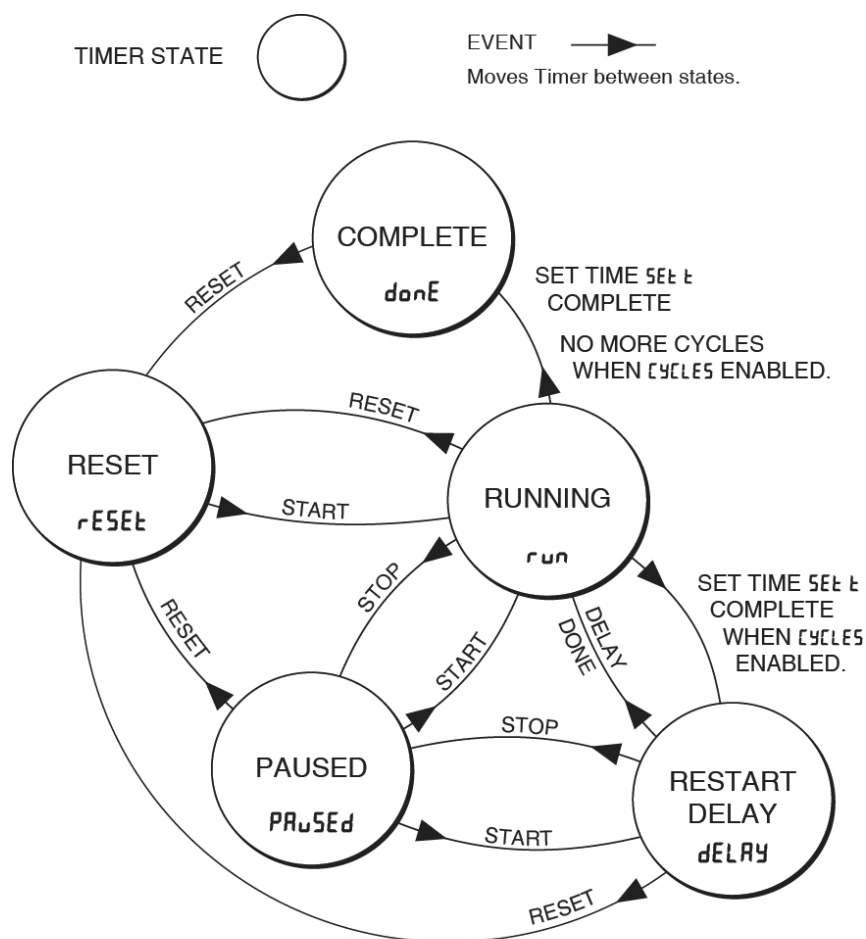 TIMER STATE
EVENT
Moves Timer between states.
COMPLETE
donE
RESET
SET TIME SEt t
COMPLETE
NO MORE CYCLES
WHEN CYCLES ENABLED.
RESET
RESET
rESEt
START
RUNNING
run
STOP
START
DELAY
DONE
SET TIME SEt t
COMPLETE
WHEN CYCLES
ENABLED.
RESET
PAUSED
PAuSEd
STOP
START
RESTART
DELAY
dELAY
RESET